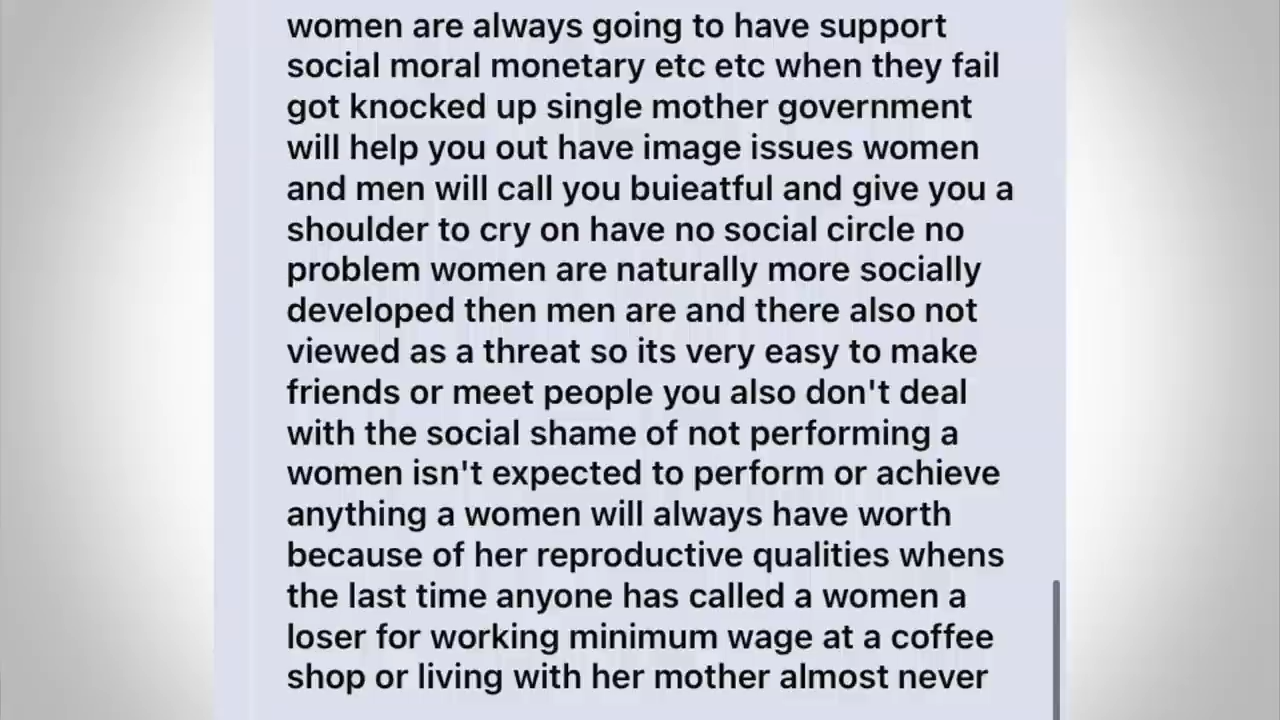 women are always going to have support
social moral monetary etc etc when they fail
got knocked up single mother government
will help you out have image issues women
and men will call you buieatful and give you a
shoulder to cry on have no social circle no
problem women are naturally more socially
developed then men are and there also not
viewed as a threat so its very easy to make
friends or meet people you also don't deal
with the social shame of not performing a
women isn't expected to perform or achieve
anything a women will always have worth
because of her reproductive qualities whens
the last time anyone has called a women a
loser for working minimum wage at a coffee
shop or living with her mother almost never